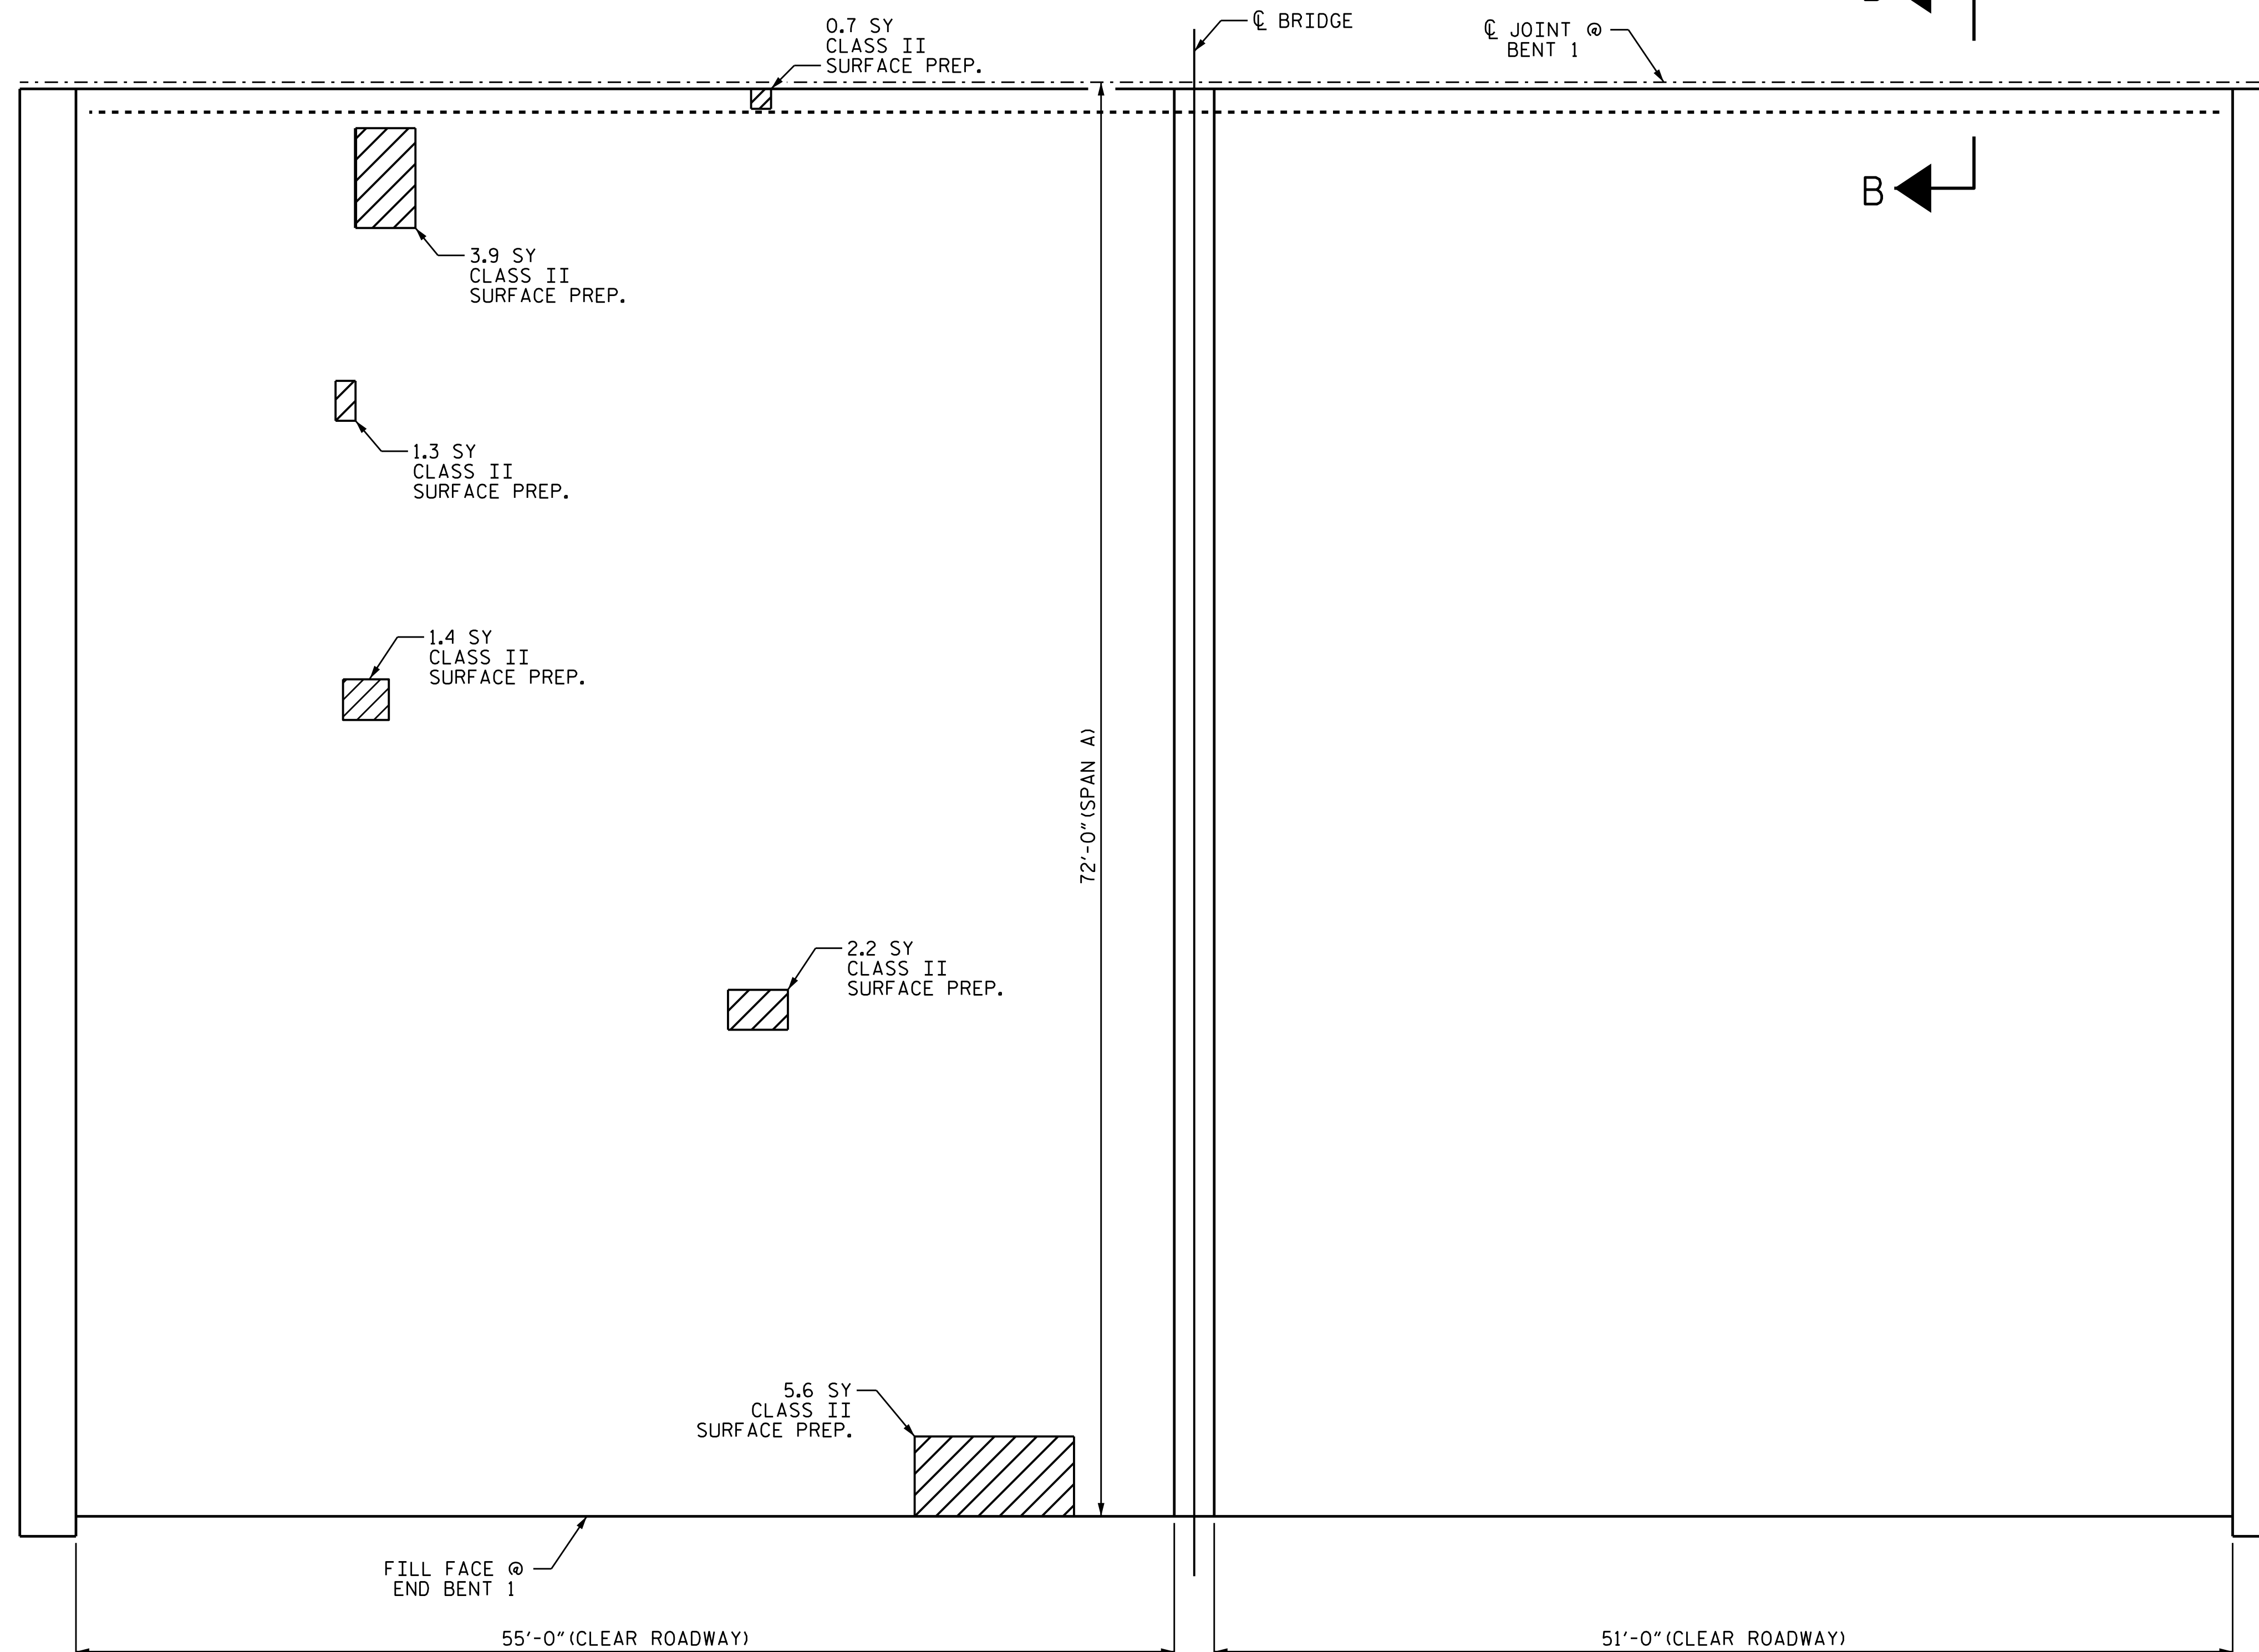 0.7 SY
CLASS II
SURFACE PREP.
℄ BRIDGE
℄ JOINT @
BENT 1
B
3.9 SY
CLASS II
SURFACE PREP.
1.3 SY
CLASS II
SURFACE PREP.
1.4 SY
CLASS II
SURFACE PREP.
72'-0" (SPAN A)
2.2 SY
CLASS II
SURFACE PREP.
5.6 SY
CLASS II
SURFACE PREP.
FILL FACE @
END BENT 1
55'-0" (CLEAR ROADWAY)
51'-0" (CLEAR ROADWAY)